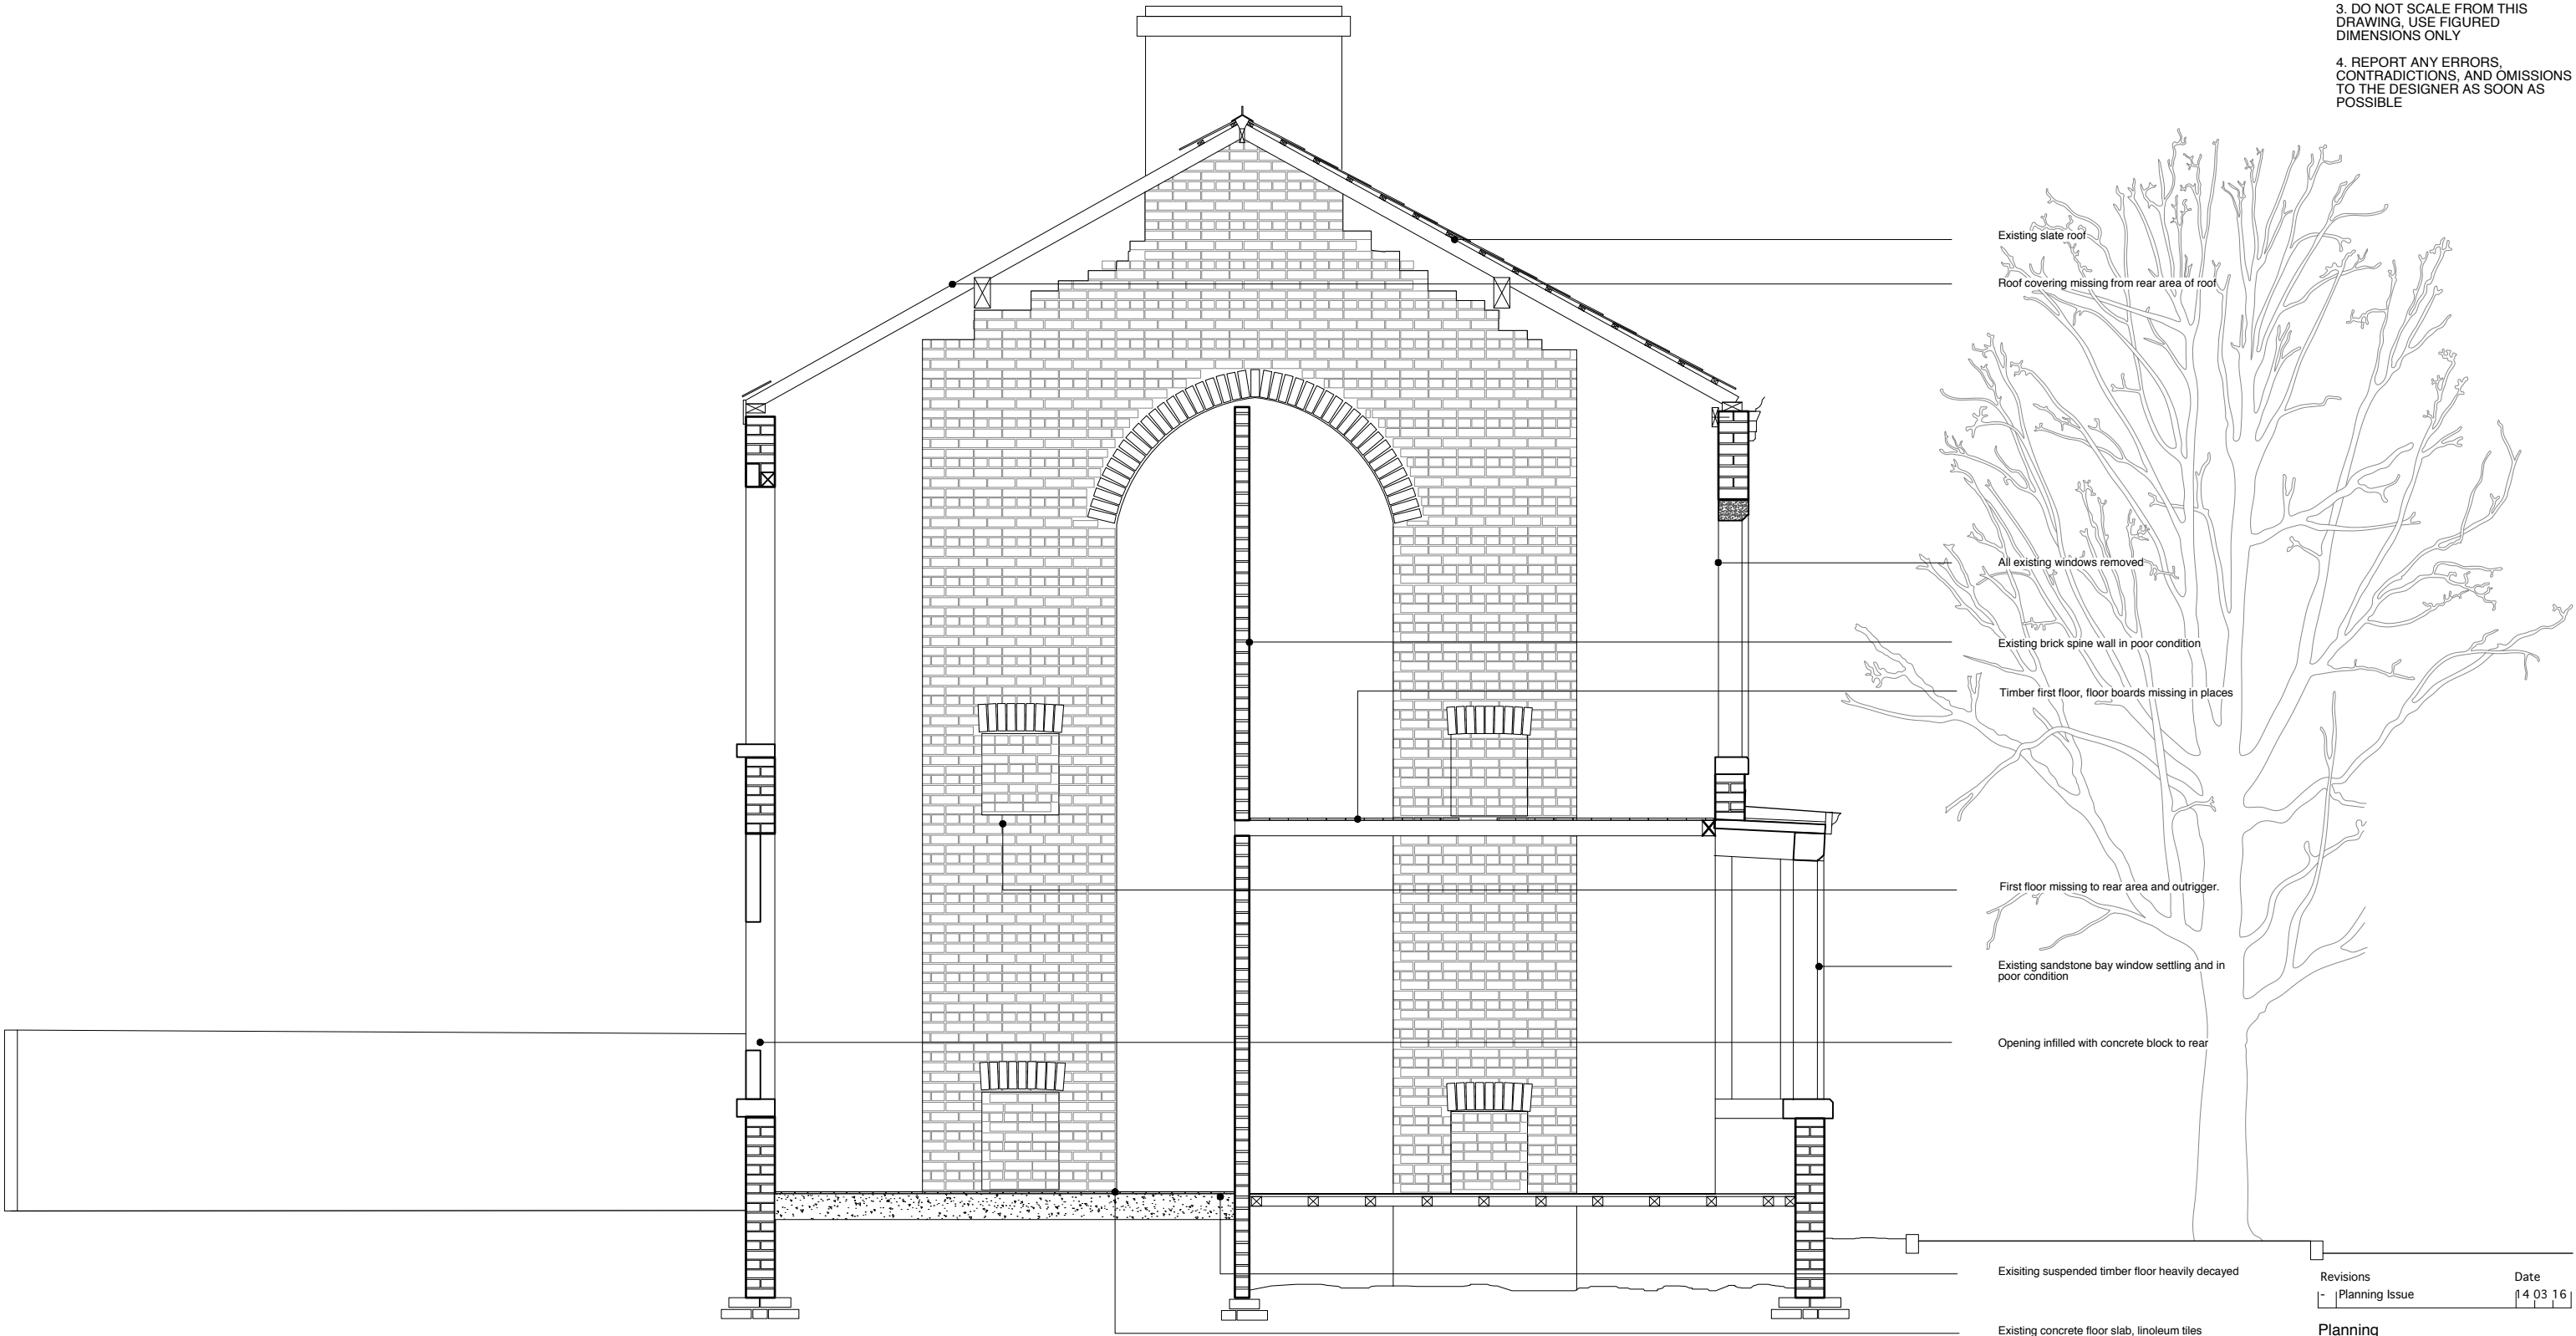 3. DO NOT SCALE FROM THIS
DRAWING, USE FIGURED
DIMENSIONS ONLY
4. REPORT ANY ERRORS,
CONTRADICTIONS, AND OMISSIONS
TO THE DESIGNER AS SOON AS
POSSIBLE
Existing slate roof
Roof covering missing from rear area of roof
All existing windows removed
Existing brick spine wall in poor condition
Timber first floor, floor boards missing in places
First floor missing to rear area and outrigger.
Existing sandstone bay window settling and in
poor condition
Opening infilled with concrete block to rear
Exisiting suspended timber floor heavily decayed
Existing concrete floor slab, linoleum tiles
Revisions Date
- Planning Issue 14 03 16
Planning